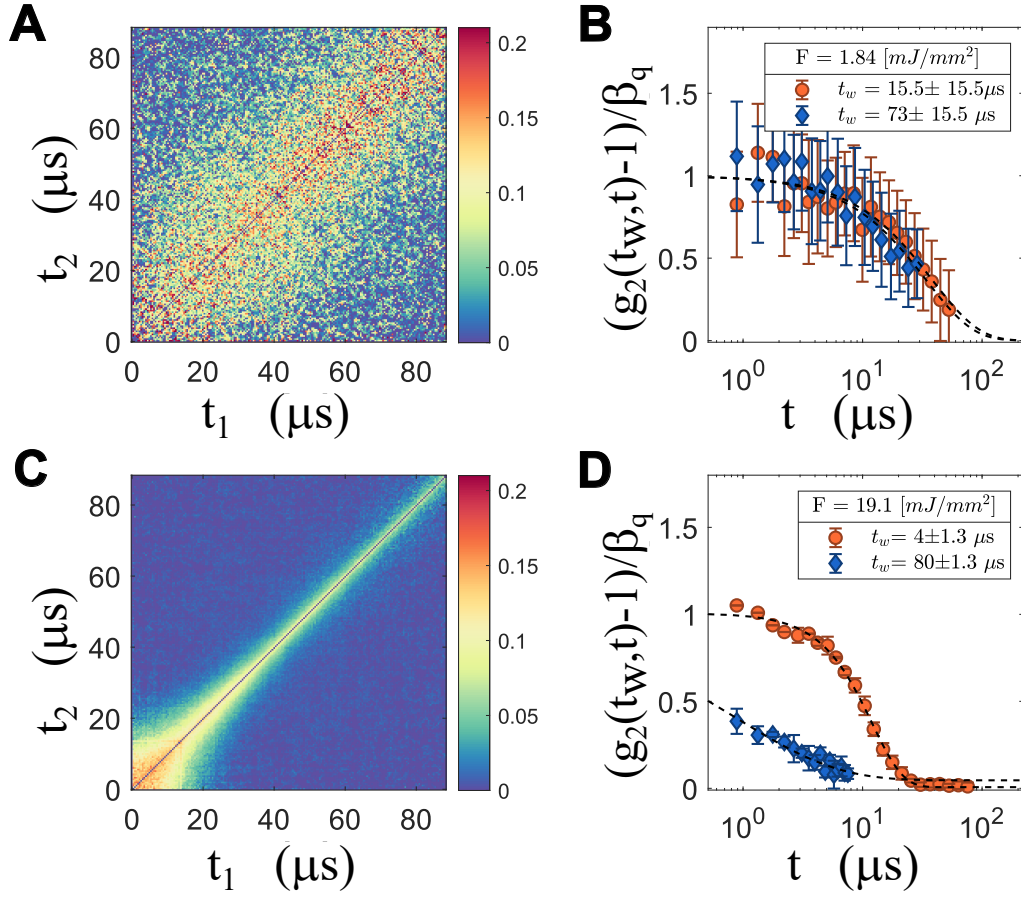 A
80
60
40
20
0
t2 (μs)
0 20 40 60 80
t1 (μs)
0.2
0.15
0.1
0.05
0
B
F = 1.84 [mJ/mm²]
tw = 15.5± 15.5μs
tw = 73± 15.5 μs
1.5
1
0.5
0
(g2(tw,t)-1)/βq
10⁰ 10¹ 10²
t (μs)
C
80
60
40
20
0
t2 (μs)
0 20 40 60 80
t1 (μs)
0.2
0.15
0.1
0.05
0
D
F = 19.1 [mJ/mm²]
tw= 4±1.3 μs
tw= 80±1.3 μs
1.5
1
0.5
0
(g2(tw,t)-1)/βq
10⁰ 10¹ 10²
t (μs)